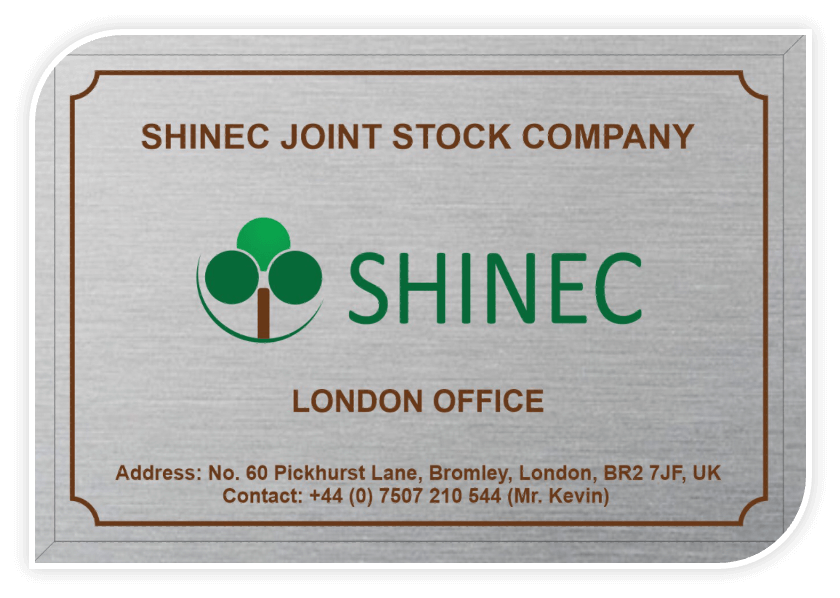 SHINEC JOINT STOCK COMPANY
SHINEC
LONDON OFFICE
Address: No. 60 Pickhurst Lane, Bromley, London, BR2 7JF, UK
Contact: +44 (0) 7507 210 544 (Mr. Kevin)